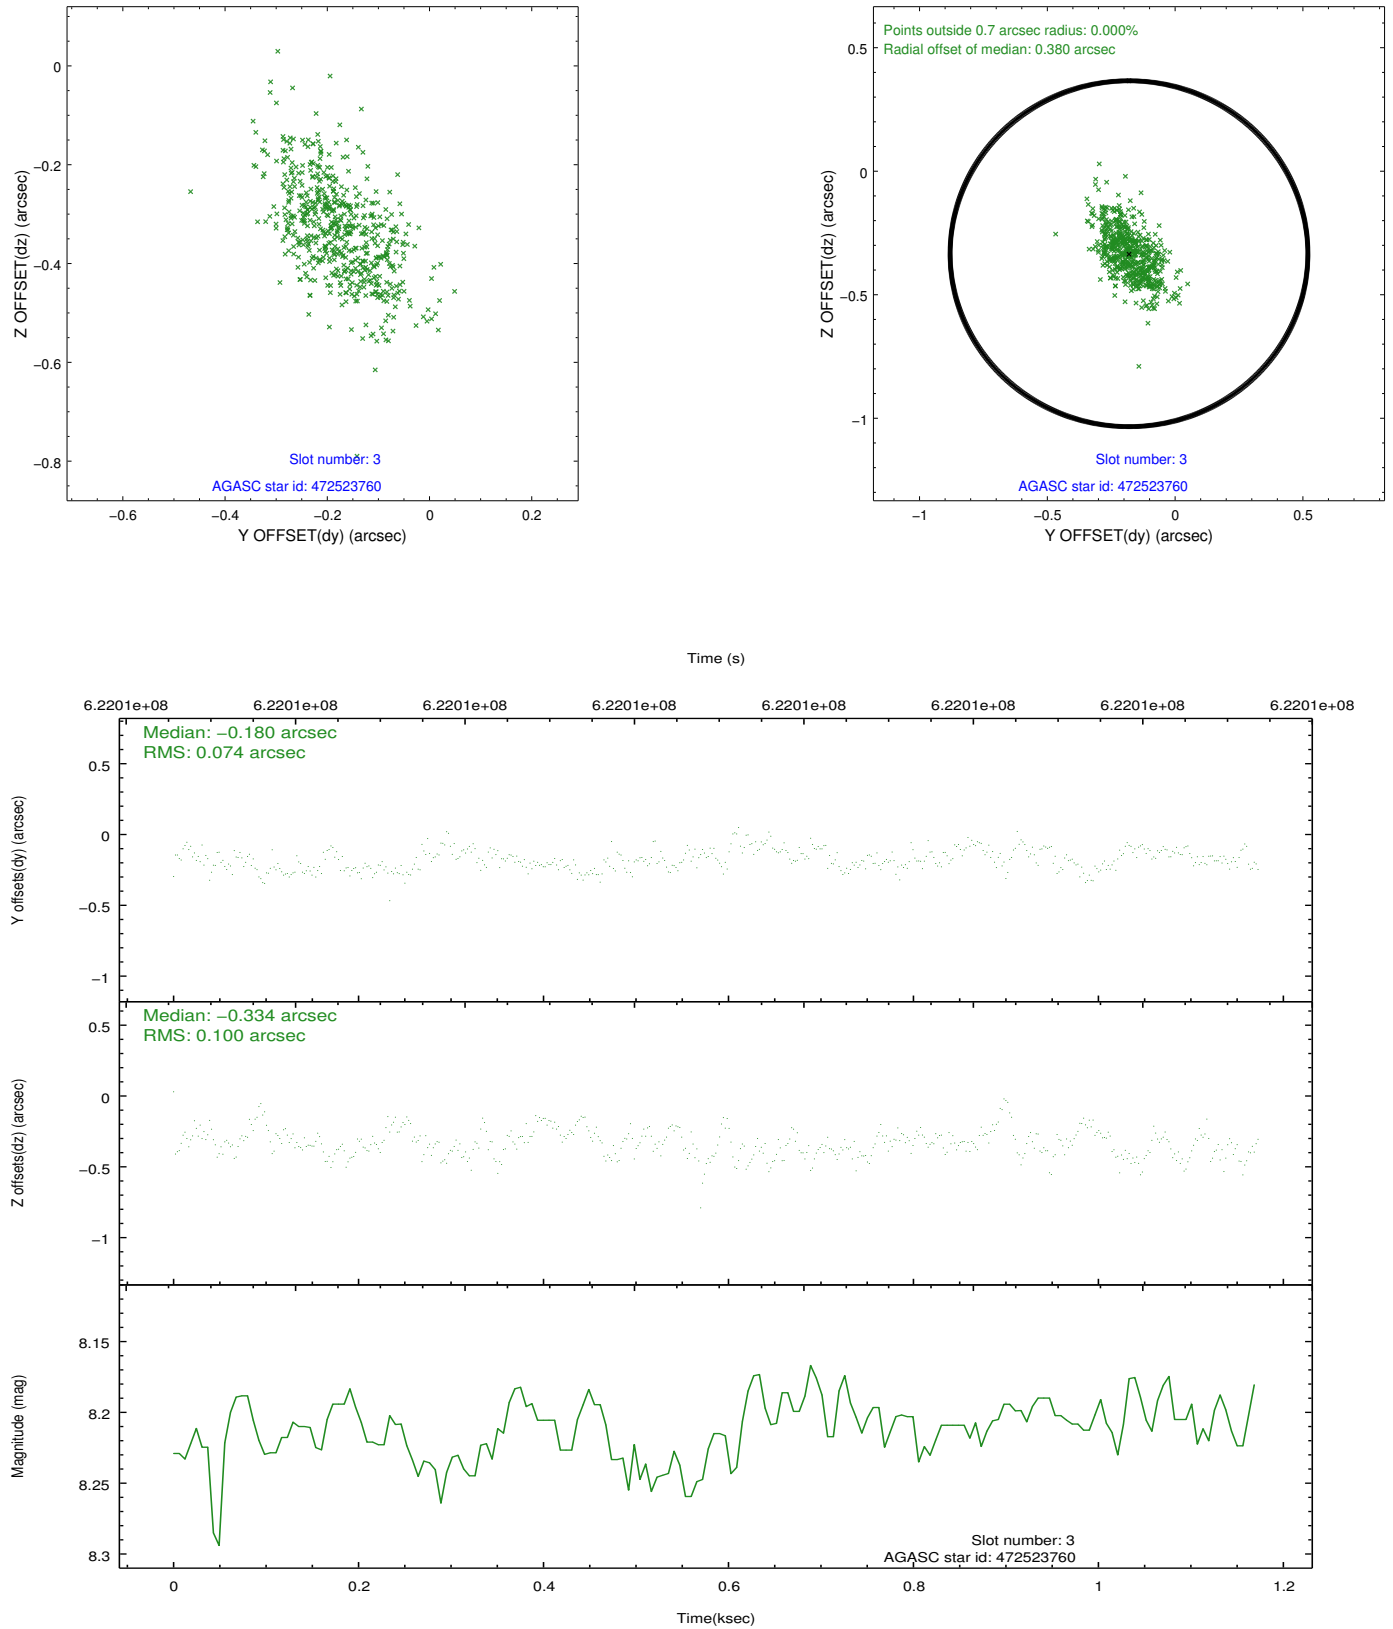 0
−0.2
−0.4
−0.6
−0.8
Z OFFSET(dz) (arcsec)
Slot number: 3
AGASC star id: 472523760
−0.6 −0.4 −0.2 0 0.2
Y OFFSET(dy) (arcsec)
Points outside 0.7 arcsec radius: 0.000%
Radial offset of median: 0.380 arcsec
0.5
0
−0.5
−1
Z OFFSET(dz) (arcsec)
Slot number: 3
AGASC star id: 472523760
−1 −0.5 0 0.5
Y OFFSET(dy) (arcsec)
Time (s)
6.2201e+08 6.2201e+08 6.2201e+08 6.2201e+08 6.2201e+08 6.2201e+08 6.2201e+08 6.2201e+08
Median: −0.180 arcsec
RMS: 0.074 arcsec
0.5
0
−0.5
−1
Y offsets(dy) (arcsec)
Median: −0.334 arcsec
RMS: 0.100 arcsec
0.5
0
−0.5
−1
Z offsets(dz) (arcsec)
8.15
8.2
8.25
8.3
Magnitude (mag)
Slot number: 3
AGASC star id: 472523760
0 0.2 0.4 0.6 0.8 1 1.2
Time(ksec)